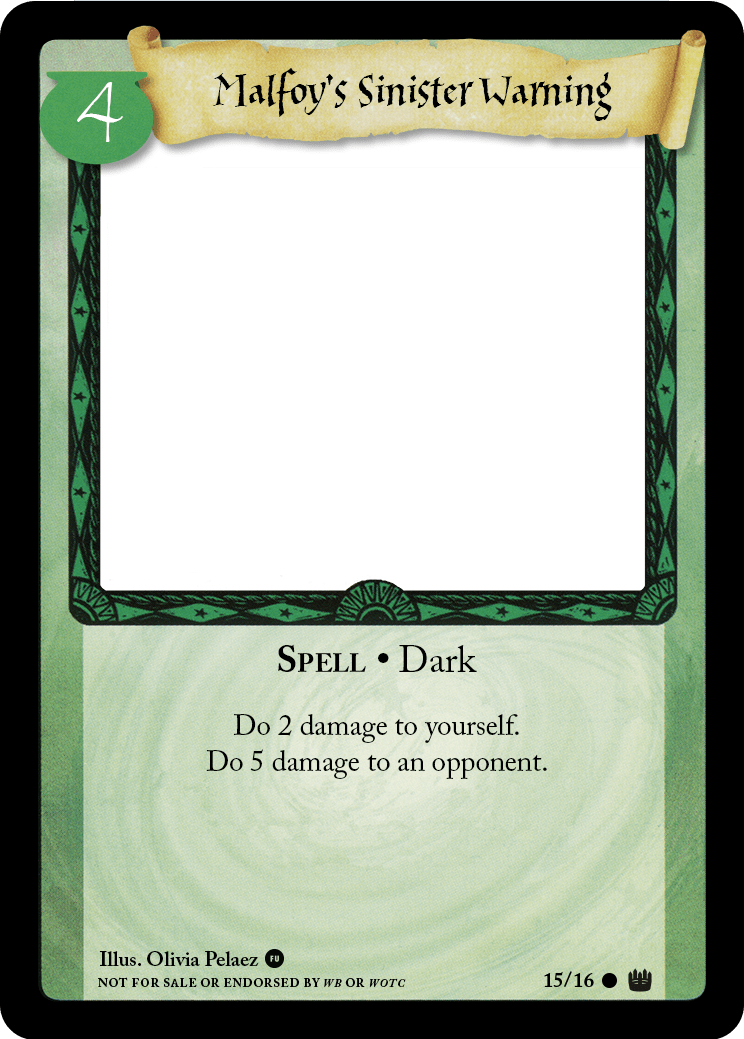 4
Malfoy's Sinister Warning
SPELL • Dark
Do 2 damage to yourself.
Do 5 damage to an opponent.
Illus. Olivia Pelaez FU
NOT FOR SALE OR ENDORSED BY WB OR WOTC
15/16